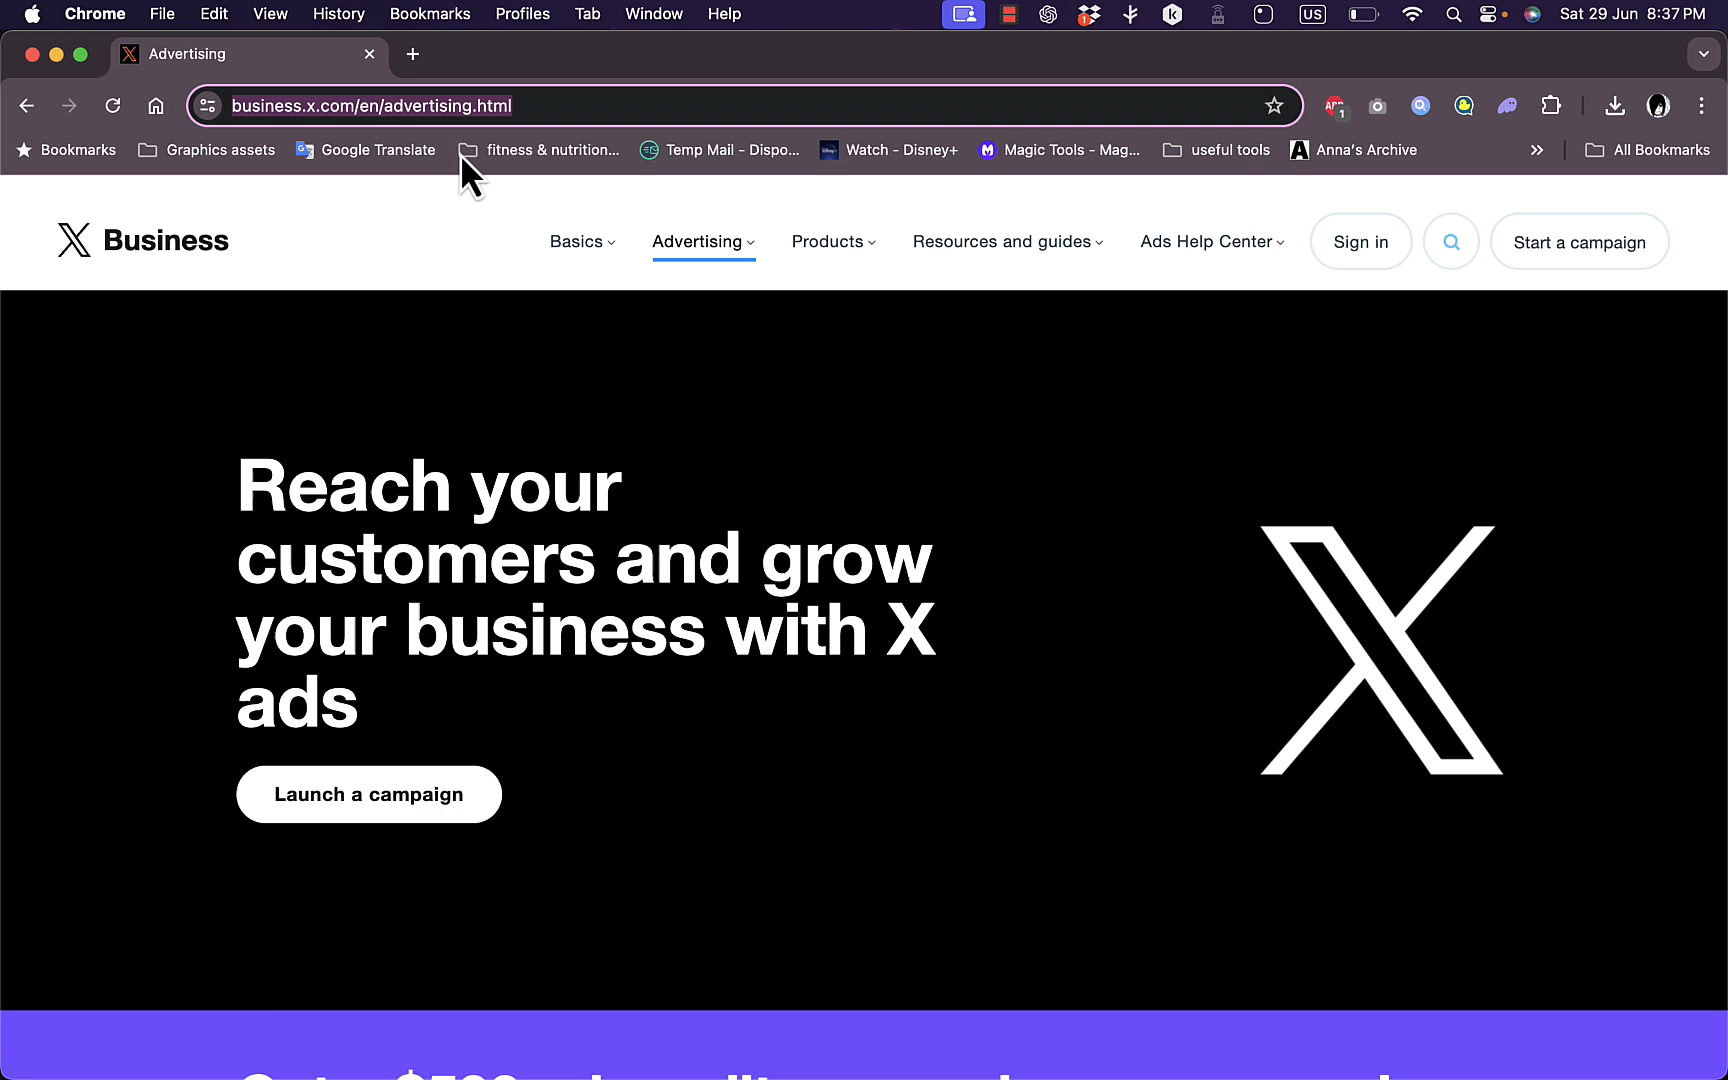 Chrome File Edit View History Bookmarks Profiles Tab Window Help US Sat 29 Jun 8:37 PM
Advertising
business.x.com/en/advertising.html
Bookmarks Graphics assets Google Translate fitness & nutrition... Temp Mail - Dispo... Watch - Disney+ Magic Tools - Mag... useful tools Anna's Archive All Bookmarks
X Business Basics Advertising Products Resources and guides Ads Help Center Sign in Start a campaign
Reach your
customers and grow
your business with X
ads
Launch a campaign